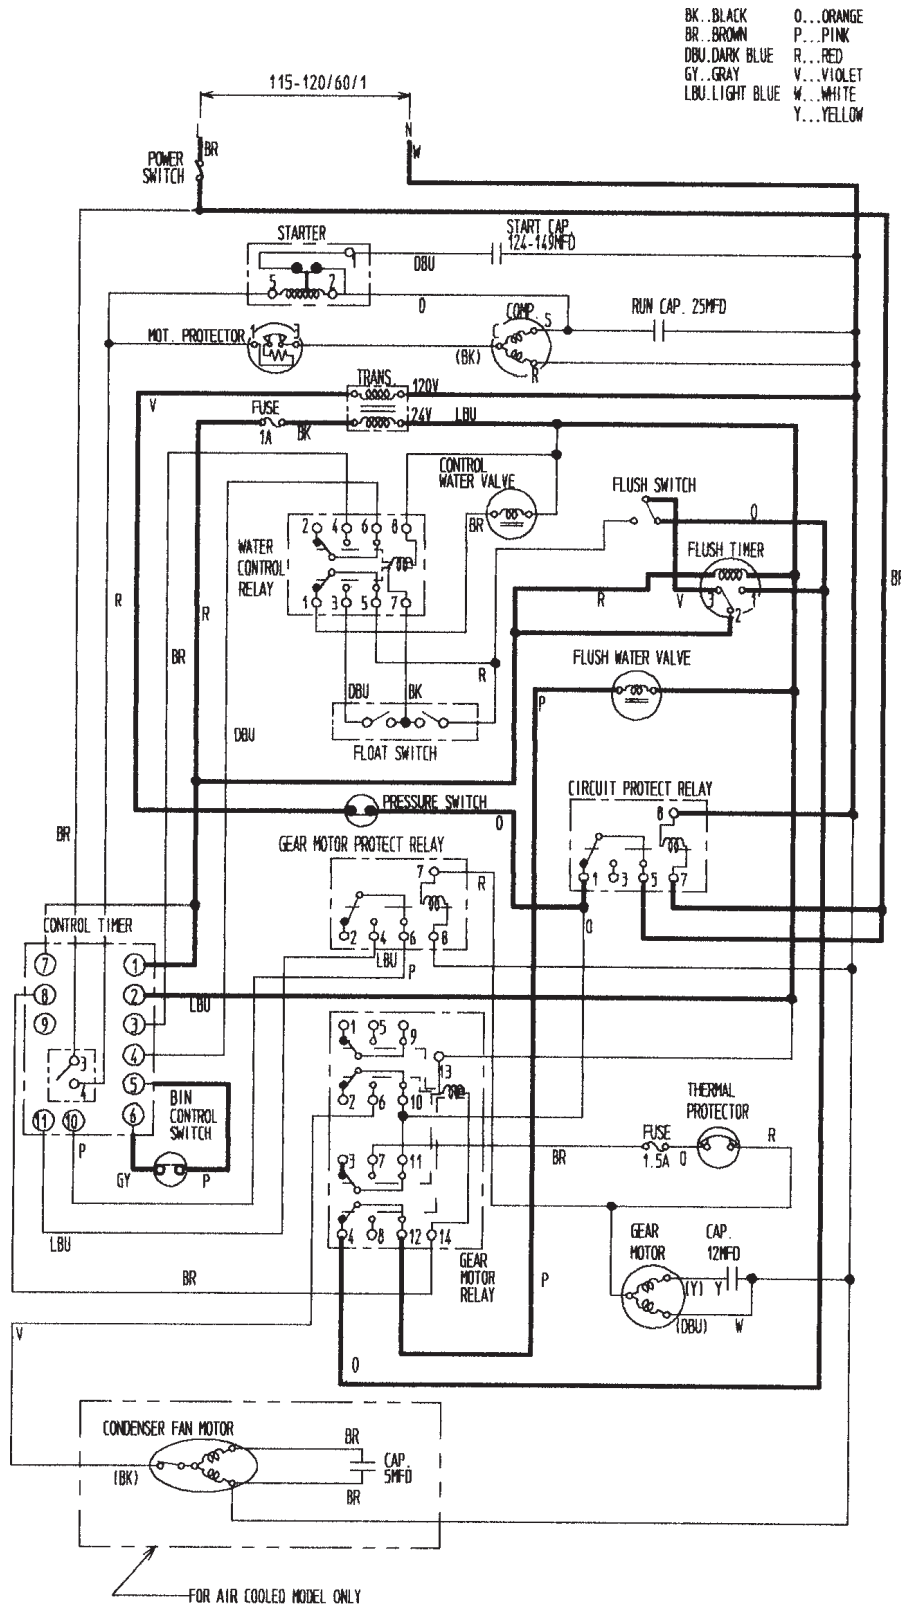 BK..BLACK O...ORANGE
BR..BROWN P...PINK
DBU.DARK BLUE R...RED
GY..GRAY V...VIOLET
LBU.LIGHT BLUE W...WHITE
Y...YELLOW
115-120/60/1
N
BR
W
POWER
SWITCH
STARTER
START CAP.
124-149MFD
DBU
5 2
O
COMP.
S
RUN CAP. 25MFD
MOT. PROTECTOR
1 3
C
(BK)
R
TRANS.
120V
V
FUSE
24V
LBU
1A
BK
CONTROL
WATER VALVE
FLUSH SWITCH
2 4 6 8
BR
O
WATER
CONTROL
RELAY
FLUSH TIMER
BR
R
R
1 3 5 7
R
V
3 1
2
BR
FLUSH WATER VALVE
R
DBU
BK
P
DBU
FLOAT SWITCH
CIRCUIT PROTECT RELAY
PRESSURE SWITCH
8
O
BR
GEAR MOTOR PROTECT RELAY
7
R
1 3 5 7
CONTROL TIMER
O
2 4 6 8
LBU
P
7 1
8 2
LBU
9 3
1 5 9
4
3
13
5
4
2 6 10
BIN
CONTROL
SWITCH
6
THERMAL
PROTECTOR
11 10
FUSE
R
P
BR
1.5A
O
3 7 11
GY
P
LBU
4 8 12 14
GEAR
MOTOR
CAP.
12MFD
BR
GEAR
MOTOR
RELAY
P
(Y) Y
(DBU)
W
V
O
CONDENSER FAN MOTOR
BR
CAP.
5MFD
(BK)
BR
FOR AIR COOLED MODEL ONLY